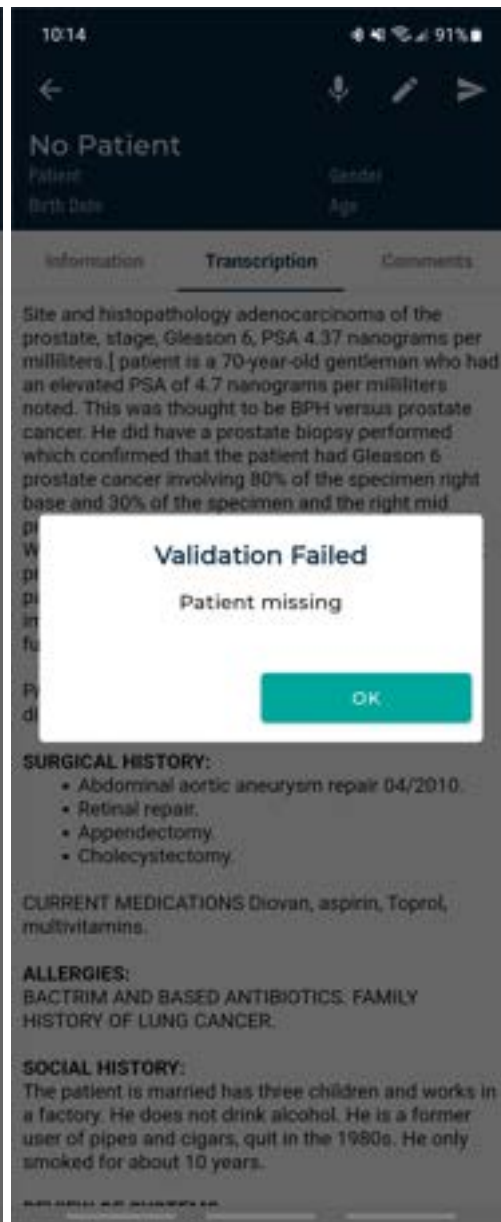 10:14
91%
No Patient
Patient
Gender
Birth Date
Age
Information
Transcription
Comments
Site and histopathology adenocarcinoma of the
prostate, stage, Gleason 6, PSA 4.37 nanograms per
milliliters.[ patient is a 70-year-old gentleman who had
an elevated PSA of 4.7 nanograms per milliliters
noted. This was thought to be BPH versus prostate
cancer. He did have a prostate biopsy performed
which confirmed that the patient had Gleason 6
prostate cancer involving 80% of the specimen right
base and 30% of the specimen and the right mid
Validation Failed
Patient missing
OK
SURGICAL HISTORY:
• Abdominal aortic aneurysm repair 04/2010.
• Retinal repair.
• Appendectomy.
• Cholecystectomy.
CURRENT MEDICATIONS Diovan, aspirin, Toprol,
multivitamins.
ALLERGIES:
BACTRIM AND BASED ANTIBIOTICS. FAMILY
HISTORY OF LUNG CANCER.
SOCIAL HISTORY:
The patient is married has three children and works in
a factory. He does not drink alcohol. He is a former
user of pipes and cigars, quit in the 1980s. He only
smoked for about 10 years.